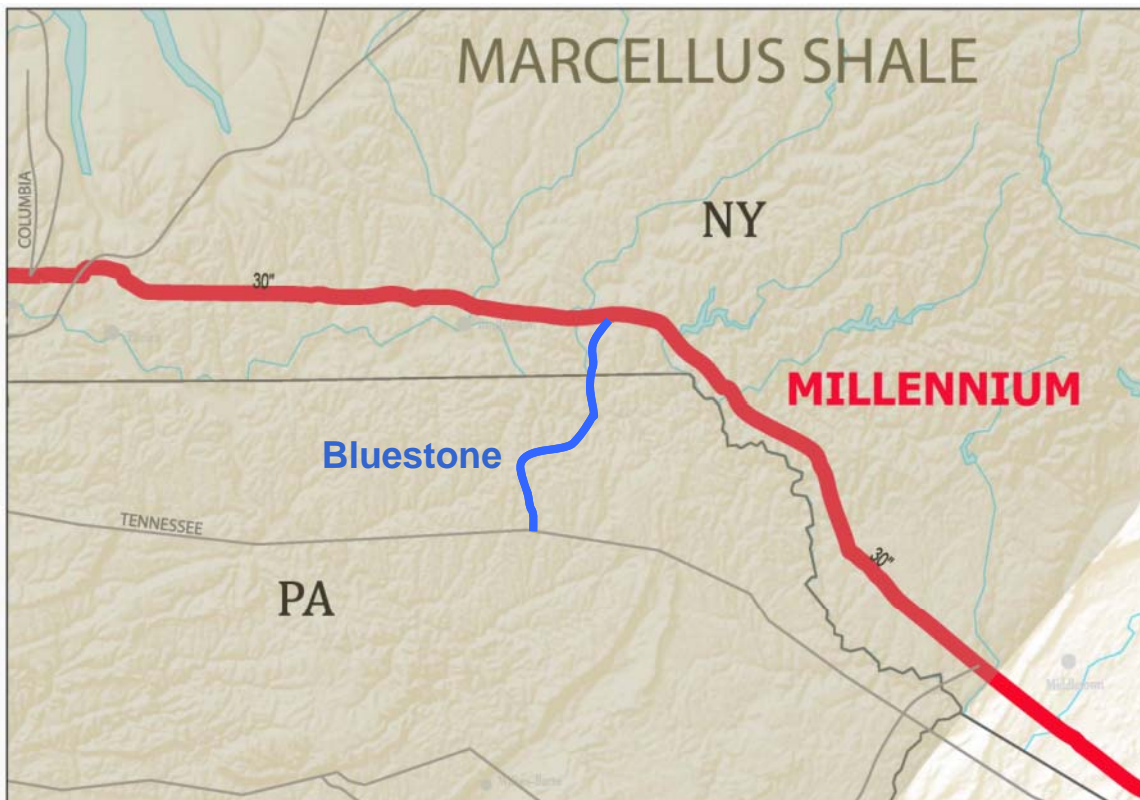 MARCELLUS SHALE
COLUMBIA
NY
30"
MILLENNIUM
Bluestone
TENNESSEE
30"
PA